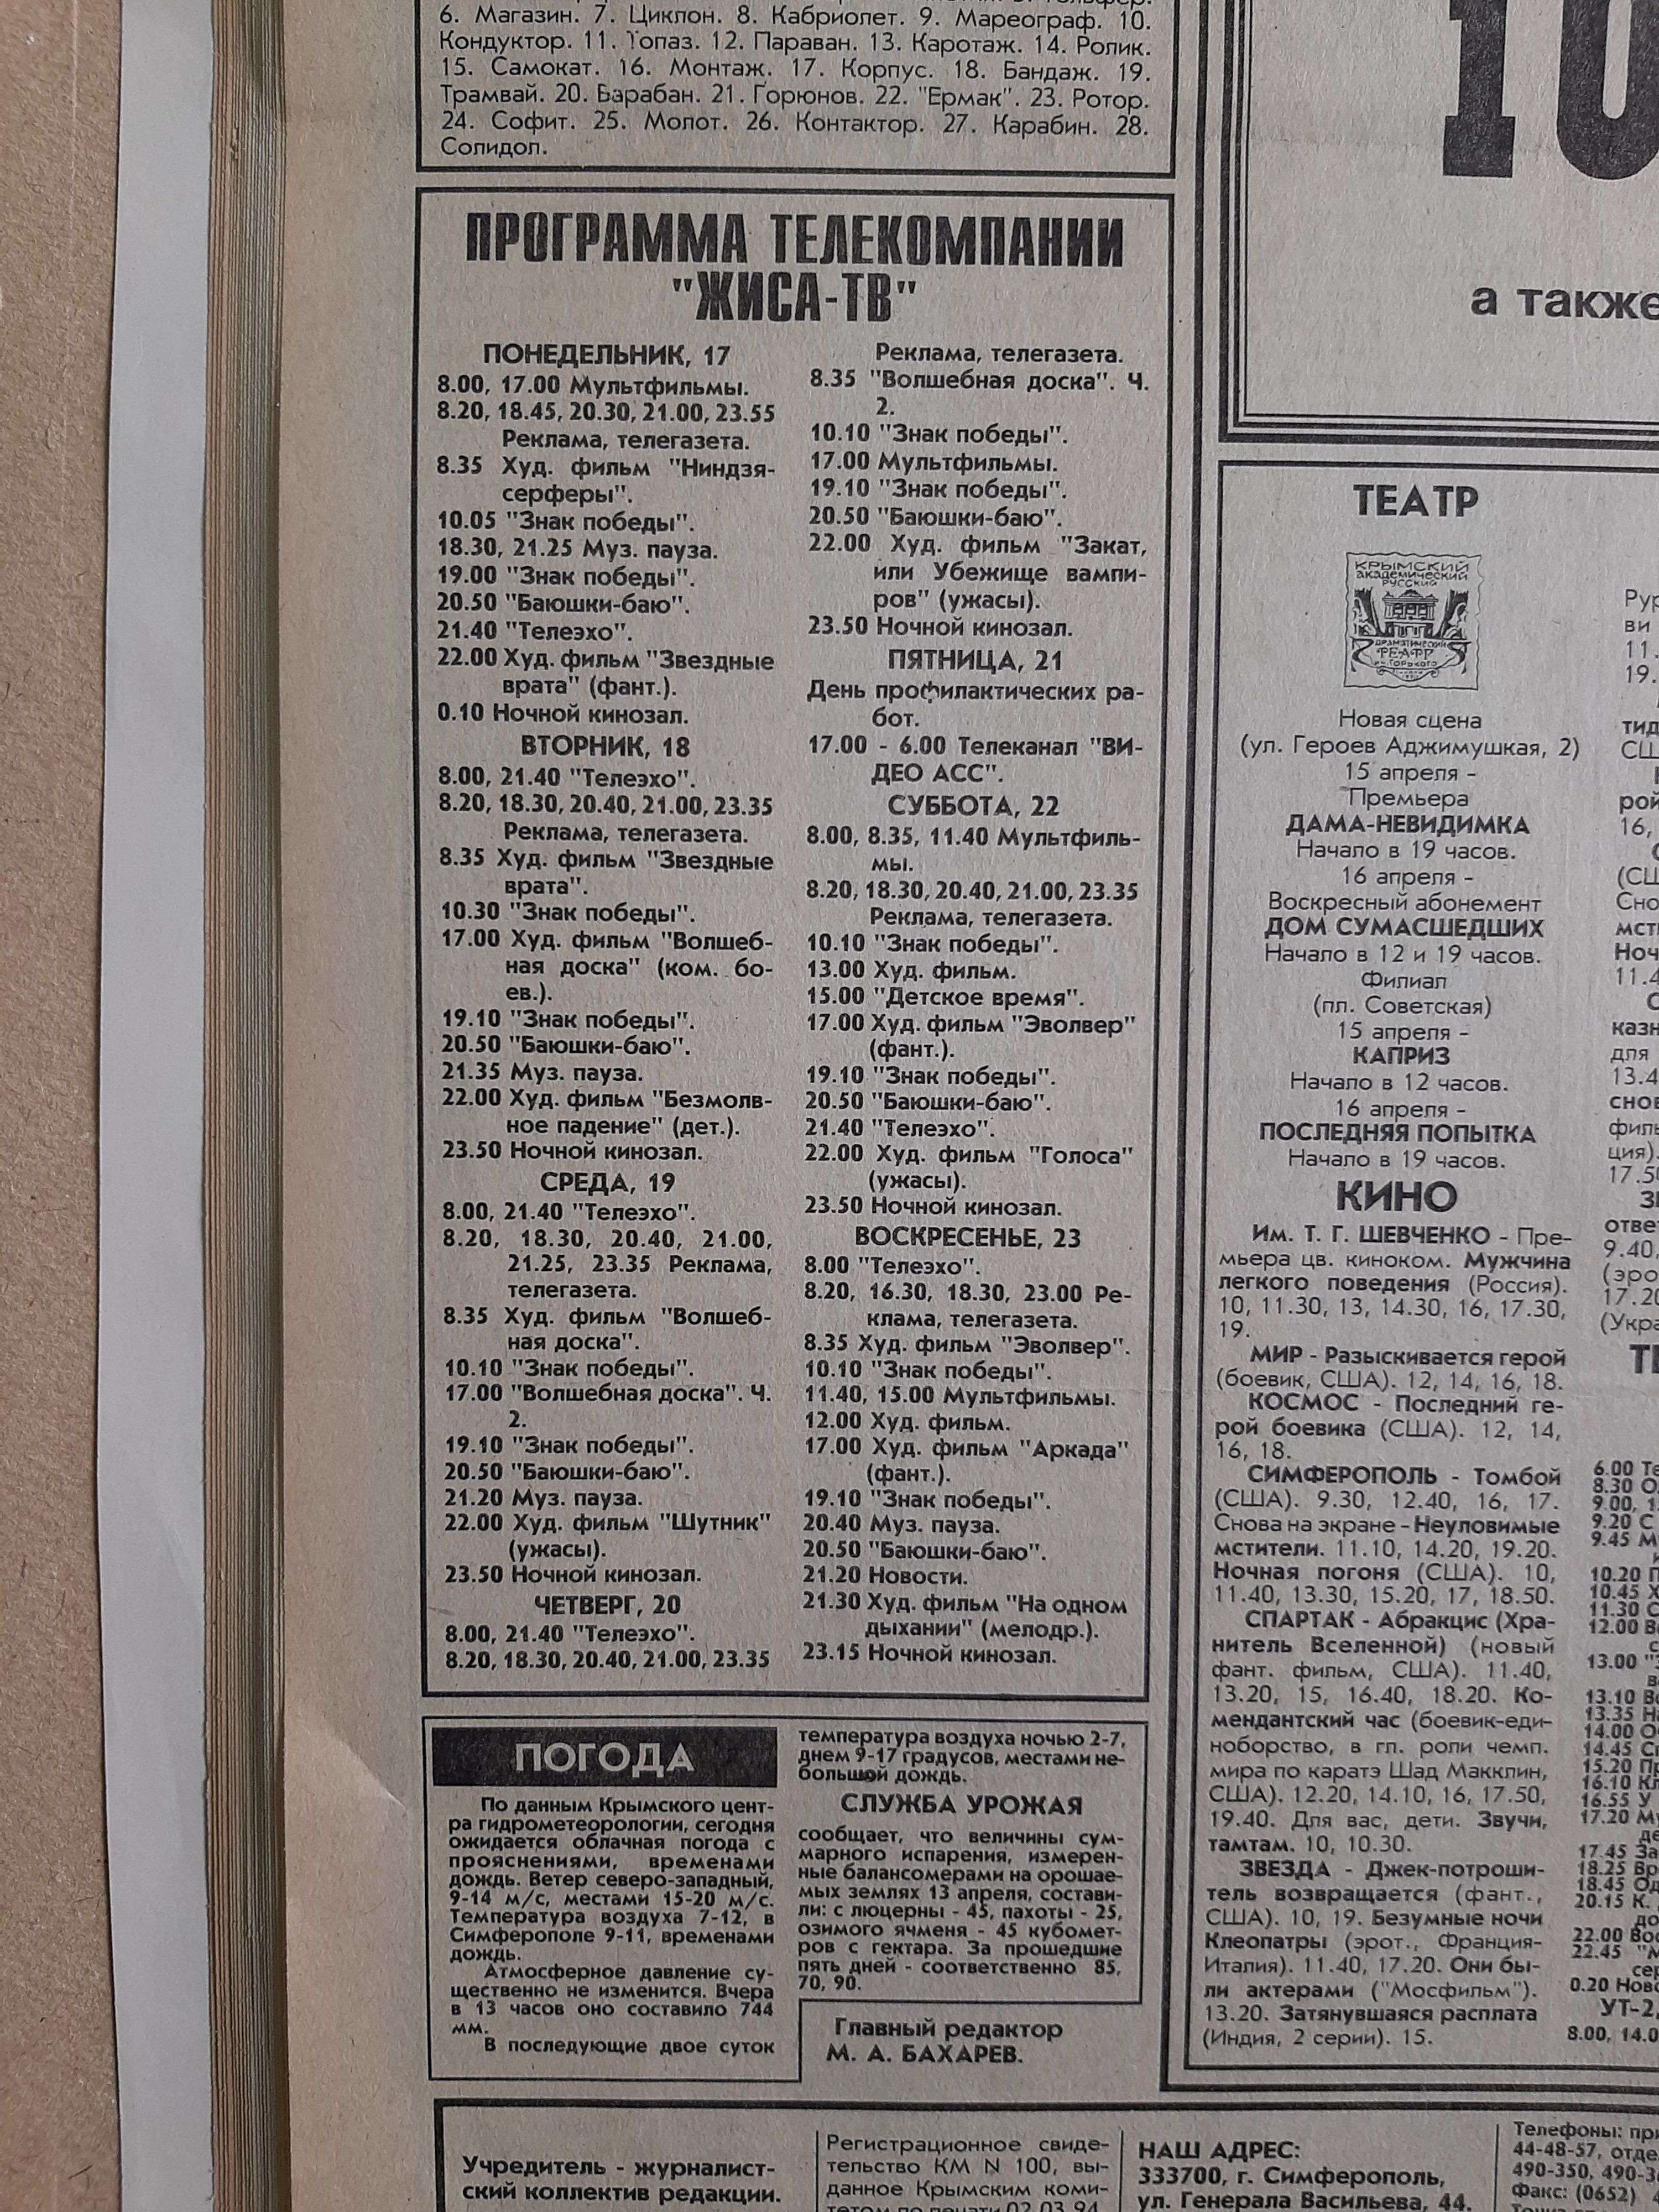 6. Магазин. 7. Циклон. 8. Кабриолет. 9. Мареограф. 10.
Кондуктор. 11. Топаз. 12. Параван. 13. Каротаж. 14. Ролик.
15. Самокат. 16. Монтаж. 17. Корпус. 18. Бандаж. 19.
Трамвай. 20. Барабан. 21. Горюнов. 22. "Ермак". 23. Ротор.
24. Софит. 25. Молот. 26. Контактор. 27. Карабин. 28.
Солидол.
ПРОГРАММА ТЕЛЕКОМПАНИИ
"ЖИСА-ТВ"
ПОНЕДЕЛЬНИК, 17
8.00, 17.00 Мультфильмы.
8.20, 18.45, 20.30, 21.00, 23.55
Реклама, телегазета.
8.35 Худ. фильм "Ниндзя-
серферы".
10.05 "Знак победы".
18.30, 21.25 Муз. пауза.
19.00 "Знак победы".
20.50 "Баюшки-баю".
21.40 "Телеэхо".
22.00 Худ. фильм "Звездные
врата" (фант.).
0.10 Ночной кинозал.
ВТОРНИК, 18
8.00, 21.40 "Телеэхо".
8.20, 18.30, 20.40, 21.00, 23.35
Реклама, телегазета.
8.35 Худ. фильм "Звездные
врата".
10.30 "Знак победы".
17.00 Худ. фильм "Волшеб-
ная доска" (ком. бо-
ев.).
19.10 "Знак победы".
20.50 "Баюшки-баю".
21.35 Муз. пауза.
22.00 Худ. фильм "Безмолв-
ное падение" (дет.).
23.50 Ночной кинозал.
СРЕДА, 19
8.00, 21.40 "Телеэхо".
8.20, 18.30, 20.40, 21.00,
21.25, 23.35 Реклама,
телегазета.
8.35 Худ. фильм "Волшеб-
ная доска".
10.10 "Знак победы".
17.00 "Волшебная доска". Ч.
2.
19.10 "Знак победы".
20.50 "Баюшки-баю".
21.20 Муз. пауза.
22.00 Худ. фильм "Шутник"
(ужасы).
23.50 Ночной кинозал.
ЧЕТВЕРГ, 20
8.00, 21.40 "Телеэхо".
8.20, 18.30, 20.40, 21.00, 23.35
Реклама, телегазета.
8.35 "Волшебная доска". Ч.
2.
10.10 "Знак победы".
17.00 Мультфильмы.
19.10 "Знак победы".
20.50 "Баюшки-баю".
22.00 Худ. фильм "Закат,
или Убежище вампи-
ров" (ужасы).
23.50 Ночной кинозал.
ПЯТНИЦА, 21
День профилактических ра-
бот.
17.00 - 6.00 Телеканал "ВИ-
ДЕО АСС".
СУББОТА, 22
8.00, 8.35, 11.40 Мультфиль-
мы.
8.20, 18.30, 20.40, 21.00, 23.35
Реклама, телегазета.
10.10 "Знак победы".
13.00 Худ. фильм.
15.00 "Детское время".
17.00 Худ. фильм "Эволвер"
(фант.).
19.10 "Знак победы".
20.50 "Баюшки-баю".
21.40 "Телеэхо".
22.00 Худ. фильм "Голоса"
(ужасы).
23.50 Ночной кинозал.
ВОСКРЕСЕНЬЕ, 23
8.00 "Телеэхо".
8.20, 16.30, 18.30, 23.00 Ре-
клама, телегазета.
8.35 Худ. фильм "Эволвер".
10.10 "Знак победы".
11.40, 15.00 Мультфильмы.
12.00 Худ. фильм.
17.00 Худ. фильм "Аркада"
(фант.).
19.10 "Знак победы".
20.40 Муз. пауза.
20.50 "Баюшки-баю".
21.20 Новости.
21.30 Худ. фильм "На одном
дыхании" (мелодр.).
23.15 Ночной кинозал.
ПОГОДА
По данным Крымского цент-
ра гидрометеорологии, сегодня
ожидается облачная погода с
прояснениями, временами
дождь. Ветер северо-западный,
9-14 м/с, местами 15-20 м/с.
Температура воздуха 7-12, в
Симферополе 9-11, временами
дождь.
Атмосферное давление су-
щественно не изменится. Вчера
в 13 часов оно составило 744
мм.
В последующие двое суток
температура воздуха ночью 2-7,
днем 9-17 градусов, местами не-
большой дождь.
СЛУЖБА УРОЖАЯ
сообщает, что величины сум-
марного испарения, измерен-
ные балансомерами на орошае-
мых землях 13 апреля, состави-
ли: с люцерны - 45, пахоты - 25,
озимого ячменя - 45 кубомет-
ров с гектара. За прошедшие
пять дней - соответственно 85,
70, 90.
Главный редактор
М. А. БАХАРЕВ.
10
а также
ТЕАТР
КРЫМСКИЙ
АКАДЕМИЧЕСКИЙ
РУССКИЙ
ДРАМАТИЧЕСКИЙ
ТЕАТР
им. ГОРЬКОГО
Новая сцена
(ул. Героев Аджимушкая, 2)
15 апреля -
Премьера
ДАМА-НЕВИДИМКА
Начало в 19 часов.
16 апреля -
Воскресный абонемент
ДОМ СУМАСШЕДШИХ
Начало в 12 и 19 часов.
Филиал
(пл. Советская)
15 апреля -
КАПРИЗ
Начало в 12 часов.
16 апреля -
ПОСЛЕДНЯЯ ПОПЫТКА
Начало в 19 часов.
КИНО
Им. Т. Г. ШЕВЧЕНКО - Пре-
мьера цв. киноком. Мужчина
легкого поведения (Россия).
10, 11.30, 13, 14.30, 16, 17.30,
19.
МИР - Разыскивается герой
(боевик, США). 12, 14, 16, 18.
КОСМОС - Последний ге-
рой боевика (США). 12, 14,
16, 18.
СИМФЕРОПОЛЬ - Томбой
(США). 9.30, 12.40, 16, 17.
Снова на экране - Неуловимые
мстители. 11.10, 14.20, 19.20.
Ночная погоня (США). 10,
11.40, 13.30, 15.20, 17, 18.50.
СПАРТАК - Абракцис (Хра-
нитель Вселенной) (новый
фант. фильм, США). 11.40,
13.20, 15, 16.40, 18.20. Ко-
мендантский час (боевик-еди-
ноборство, в гл. роли чемп.
мира по каратэ Шад Макклин,
США). 12.20, 14.10, 16, 17.50,
19.40. Для вас, дети. Звучи,
тамтам. 10, 10.30.
ЗВЕЗДА - Джек-потроши-
тель возвращается (фант.,
США). 10, 19. Безумные ночи
Клеопатры (эрот., Франция-
Италия). 11.40, 17.20. Они бы-
ли актерами ("Мосфильм").
13.20. Затянувшаяся расплата
(Индия, 2 серии). 15.
Учредитель - журналист-
ский коллектив редакции.
Регистрационное свиде-
тельство КМ N 100, вы-
данное Крымским коми-
тетом по печати 02.03.94
НАШ АДРЕС:
333700, г. Симферополь,
ул. Генерала Васильева, 44.
Телефоны:
44-48-57,
490-350,
Факс: (0652)